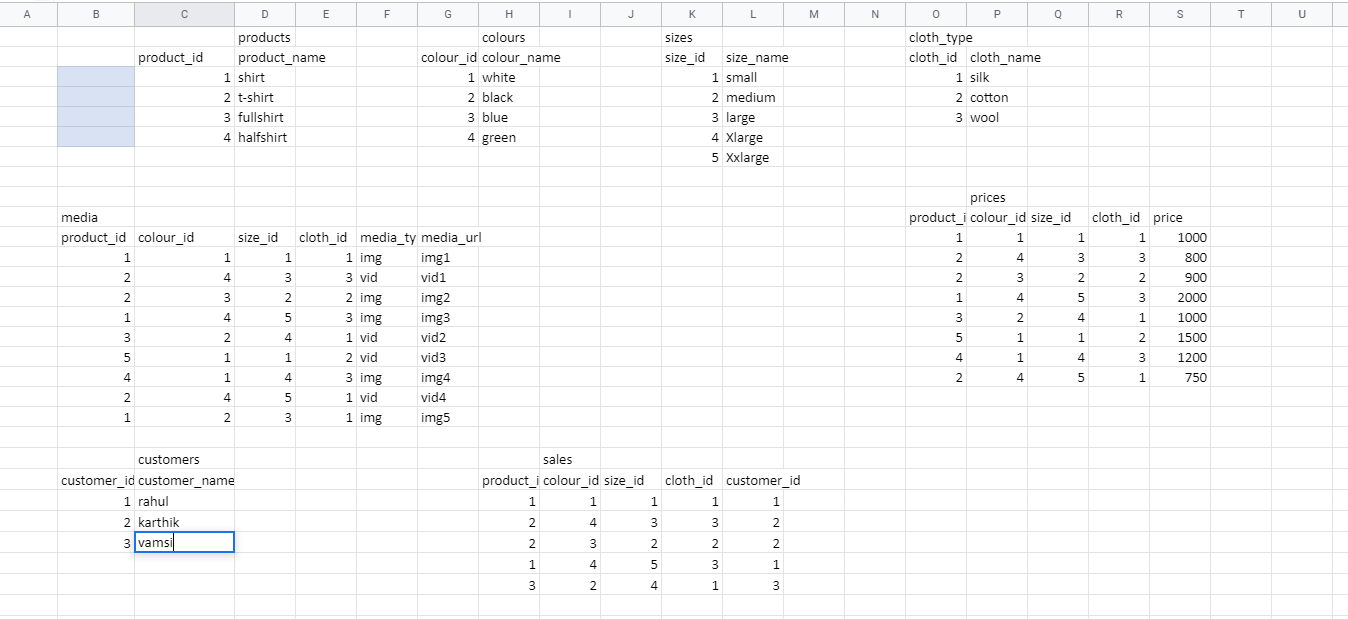 A B C D E F G H I J K L M N O P Q R S T U
products colours sizes cloth_type
product_id product_name colour_id colour_name size_id size_name cloth_id cloth_name
1 shirt 1 white 1 small 1 silk
2 t-shirt 2 black 2 medium 2 cotton
3 fullshirt 3 blue 3 large 3 wool
4 halfshirt 4 green 4 Xlarge
5 Xxlarge
prices
media product_i colour_id size_id cloth_id price
product_id colour_id size_id cloth_id media_ty media_url 1 1 1 1 1000
1 1 1 1 img img1 2 4 3 3 800
2 4 3 3 vid vid1 2 3 2 2 900
2 3 2 2 img img2 1 4 5 3 2000
1 4 5 3 img img3 3 2 4 1 1000
3 2 4 1 vid vid2 5 1 1 2 1500
5 1 1 2 vid vid3 4 1 4 3 1200
4 1 4 3 img img4 2 4 5 1 750
2 4 5 1 vid vid4
1 2 3 1 img img5
customers sales
customer_id customer_name product_i colour_id size_id cloth_id customer_id
1 rahul 1 1 1 1 1
2 karthik 2 4 3 3 2
3 vamsi 2 3 2 2 2
1 4 5 3 1
3 2 4 1 3